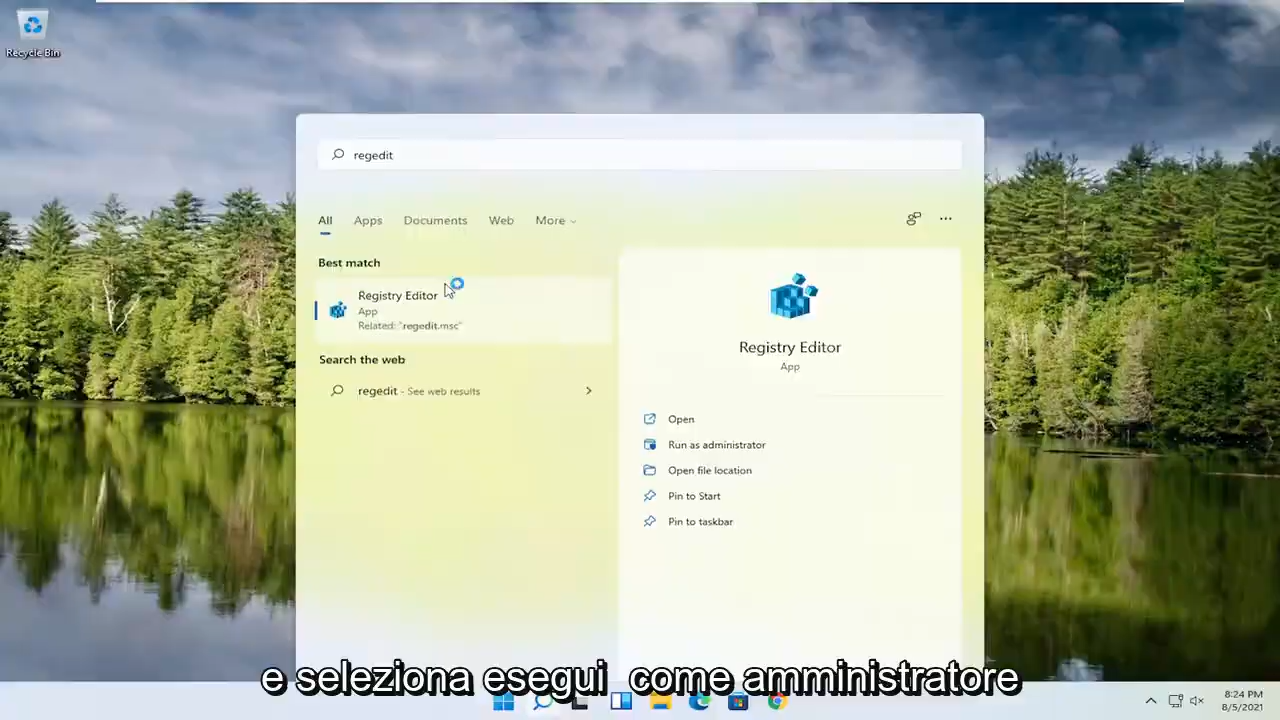 Recycle Bin
regedit
All Apps Documents Web More
Best match
Registry Editor
App
Related: "regedit.msc"
Search the web
regedit - See web results
Registry Editor
App
Open
Run as administrator
Open file location
Pin to Start
Pin to taskbar
e seleziona esegui come amministratore
8:24 PM
8/5/2021